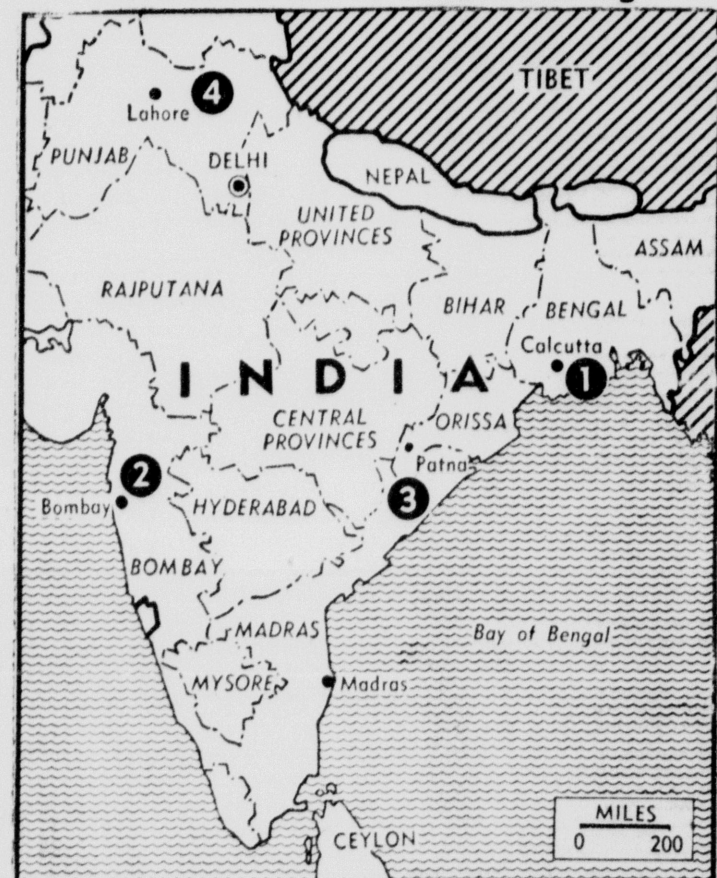 TIBET
4
Lahore
PUNJAB
DELHI
NEPAL
UNITED
PROVINCES
ASSAM
RAJPUTANA
BIHAR
BENGAL
Calcutta
1
INDIA
CENTRAL
PROVINCES
ORISSA
Patna
2
3
Bombay
HYDERABAD
BOMBAY
MADRAS
Bay of Bengal
MYSORE
Madras
MILES
0 200
CEYLON